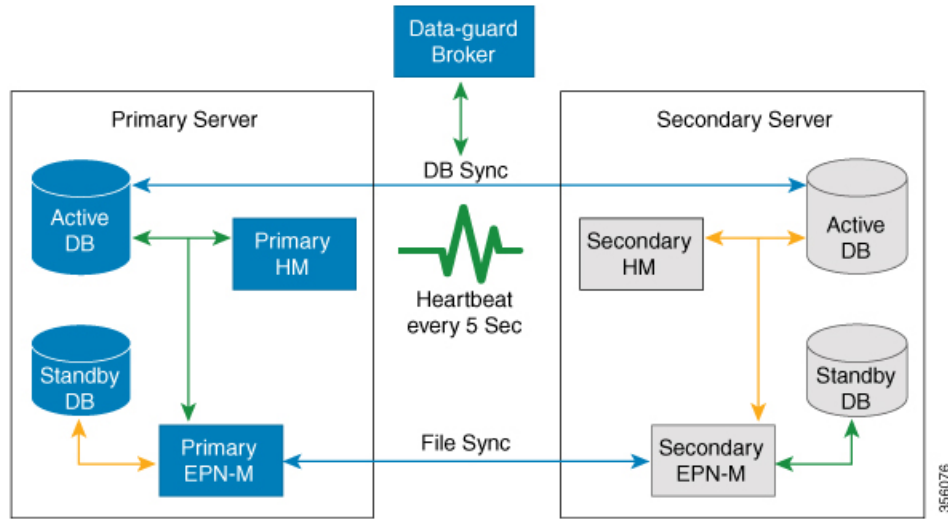 Data-guard
Broker
Primary Server
Secondary Server
DB Sync
Active
DB
Primary
HM
Heartbeat
every 5 Sec
Secondary
HM
Active
DB
Standby
DB
Standby
DB
Primary
EPN-M
File Sync
Secondary
EPN-M
356076